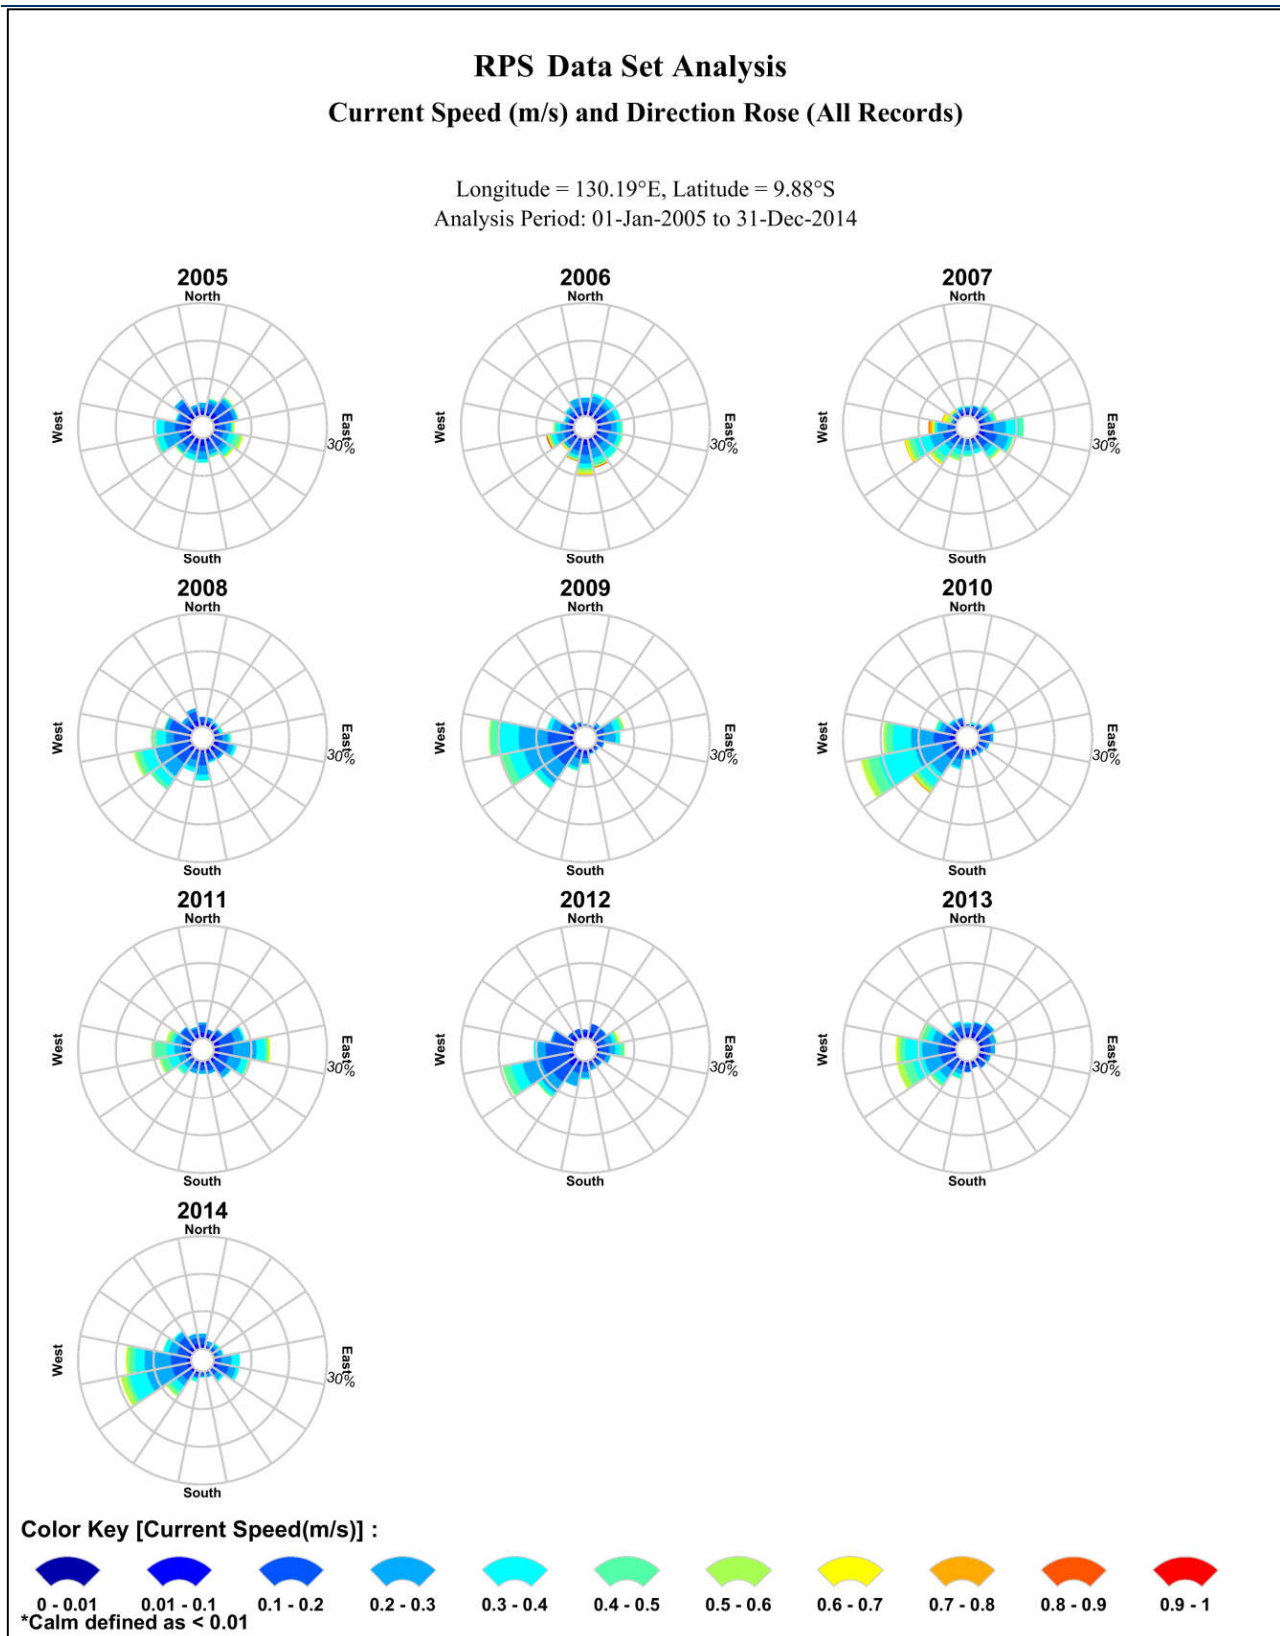 RPS Data Set Analysis
Current Speed (m/s) and Direction Rose (All Records)
Longitude = 130.19°E, Latitude = 9.88°S
Analysis Period: 01-Jan-2005 to 31-Dec-2014
2005
North
West
East
30%
South
2006
North
West
East
30%
South
2007
North
West
East
30%
South
2008
North
West
East
30%
South
2009
North
West
East
30%
South
2010
North
West
East
30%
South
2011
North
West
East
30%
South
2012
North
West
East
30%
South
2013
North
West
East
30%
South
2014
North
West
East
30%
South
Color Key [Current Speed(m/s)] :
0 - 0.01 0.01 - 0.1 0.1 - 0.2 0.2 - 0.3 0.3 - 0.4 0.4 - 0.5 0.5 - 0.6 0.6 - 0.7 0.7 - 0.8 0.8 - 0.9 0.9 - 1
*Calm defined as < 0.01